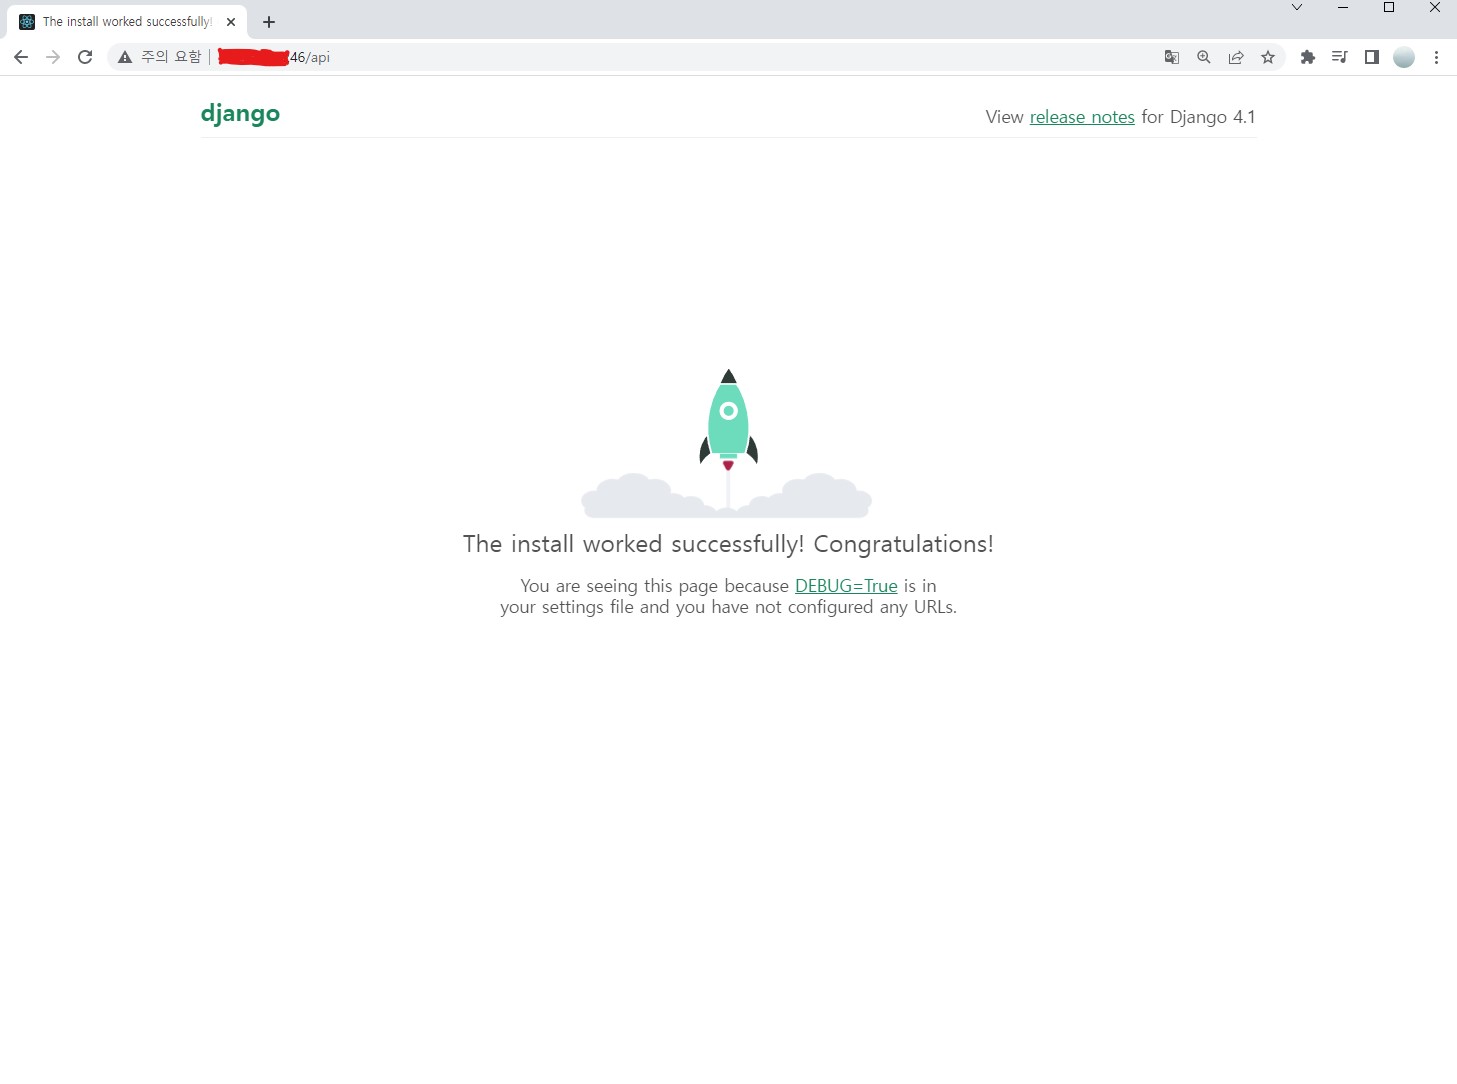 The install worked successfully!
주의 요함 | 46/api
django
View release notes for Django 4.1
The install worked successfully! Congratulations!
You are seeing this page because DEBUG=True is in
your settings file and you have not configured any URLs.